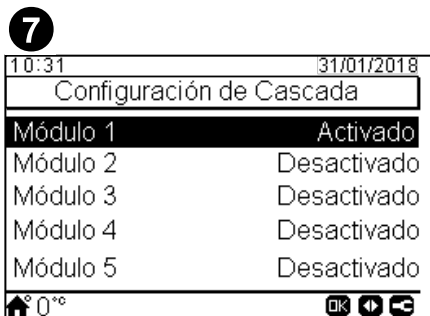 7
10:31 31/01/2018
Configuración de Cascada
Módulo 1 Activado
Módulo 2 Desactivado
Módulo 3 Desactivado
Módulo 4 Desactivado
Módulo 5 Desactivado
0°C OK